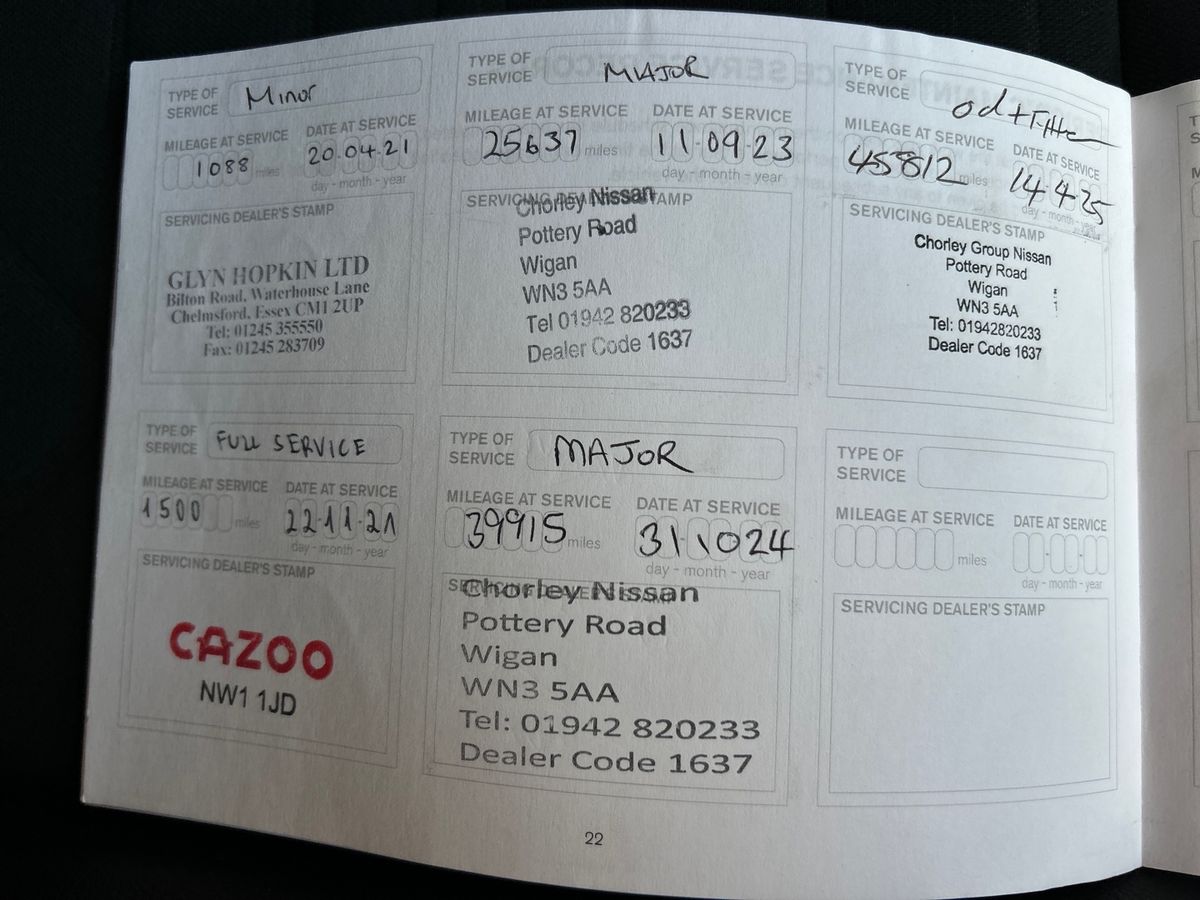 TYPE OF SERVICE Minor
MILEAGE AT SERVICE DATE AT SERVICE
1088 miles 20.04.21
day - month - year
SERVICING DEALER'S STAMP
GLYN HOPKIN LTD
Bilton Road, Waterhouse Lane
Chelmsford, Essex CM1 2UP
Tel: 01245 355550
Fax: 01245 283709
TYPE OF SERVICE FULL SERVICE
MILEAGE AT SERVICE DATE AT SERVICE
1500 miles 22.11.21
day - month - year
SERVICING DEALER'S STAMP
CAZOO
NW1 1JD
TYPE OF SERVICE MAJOR
MILEAGE AT SERVICE DATE AT SERVICE
25637 miles 11.09.23
day - month - year
SERVICING DEALER'S STAMP
Chorley Nissan
Pottery Road
Wigan
WN3 5AA
Tel 01942 820233
Dealer Code 1637
TYPE OF SERVICE MAJOR
MILEAGE AT SERVICE DATE AT SERVICE
39915 miles 31 10 24
day - month - year
Chorley Nissan
Pottery Road
Wigan
WN3 5AA
Tel: 01942 820233
Dealer Code 1637
TYPE OF SERVICE
MILEAGE AT SERVICE DATE AT SERVICE
45812 miles 14.4.25
day - month - year
SERVICING DEALER'S STAMP
Chorley Group Nissan
Pottery Road
Wigan
WN3 5AA
Tel: 01942820233
Dealer Code 1637
TYPE OF SERVICE
MILEAGE AT SERVICE DATE AT SERVICE
miles
day - month - year
SERVICING DEALER'S STAMP
22